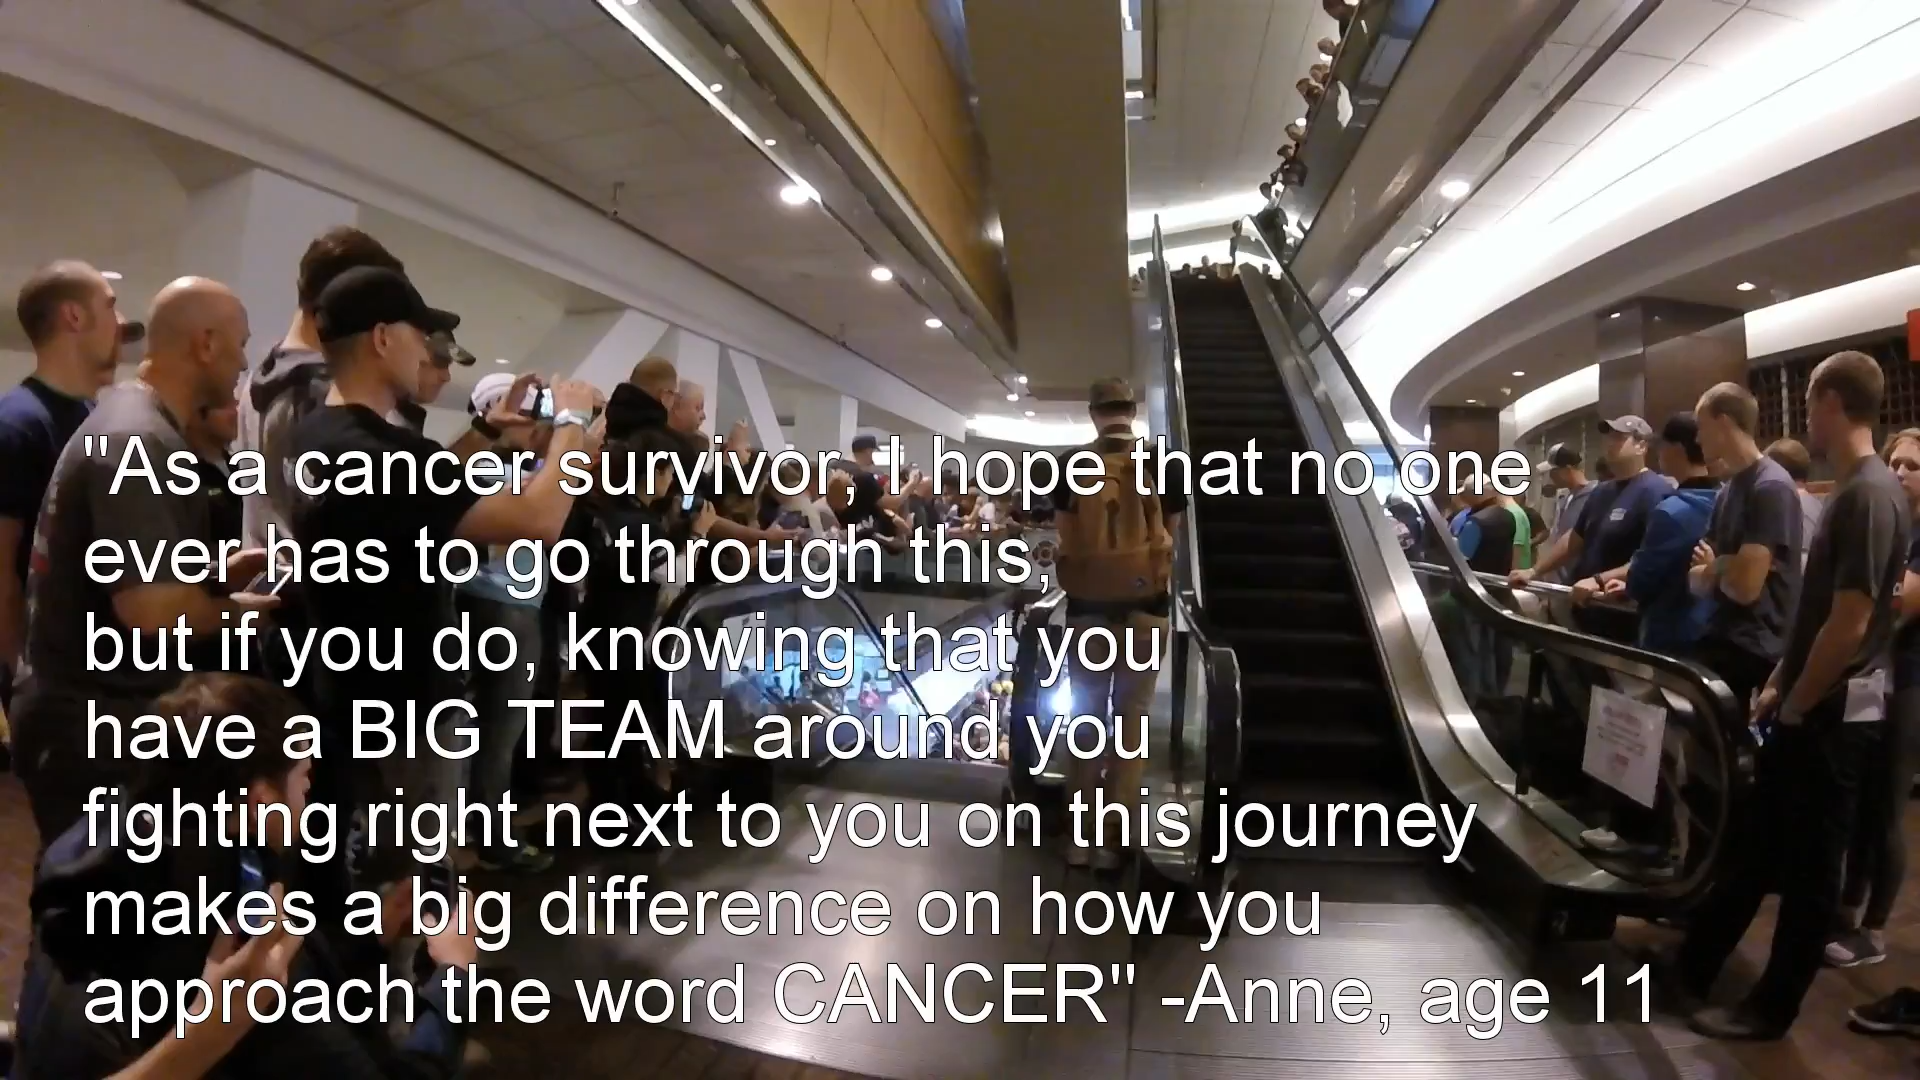 "As a cancer survivor, I hope that no one
ever has to go through this,
but if you do, knowing that you
have a BIG TEAM around you
fighting right next to you on this journey
makes a big difference on how you
approach the word CANCER" -Anne, age 11